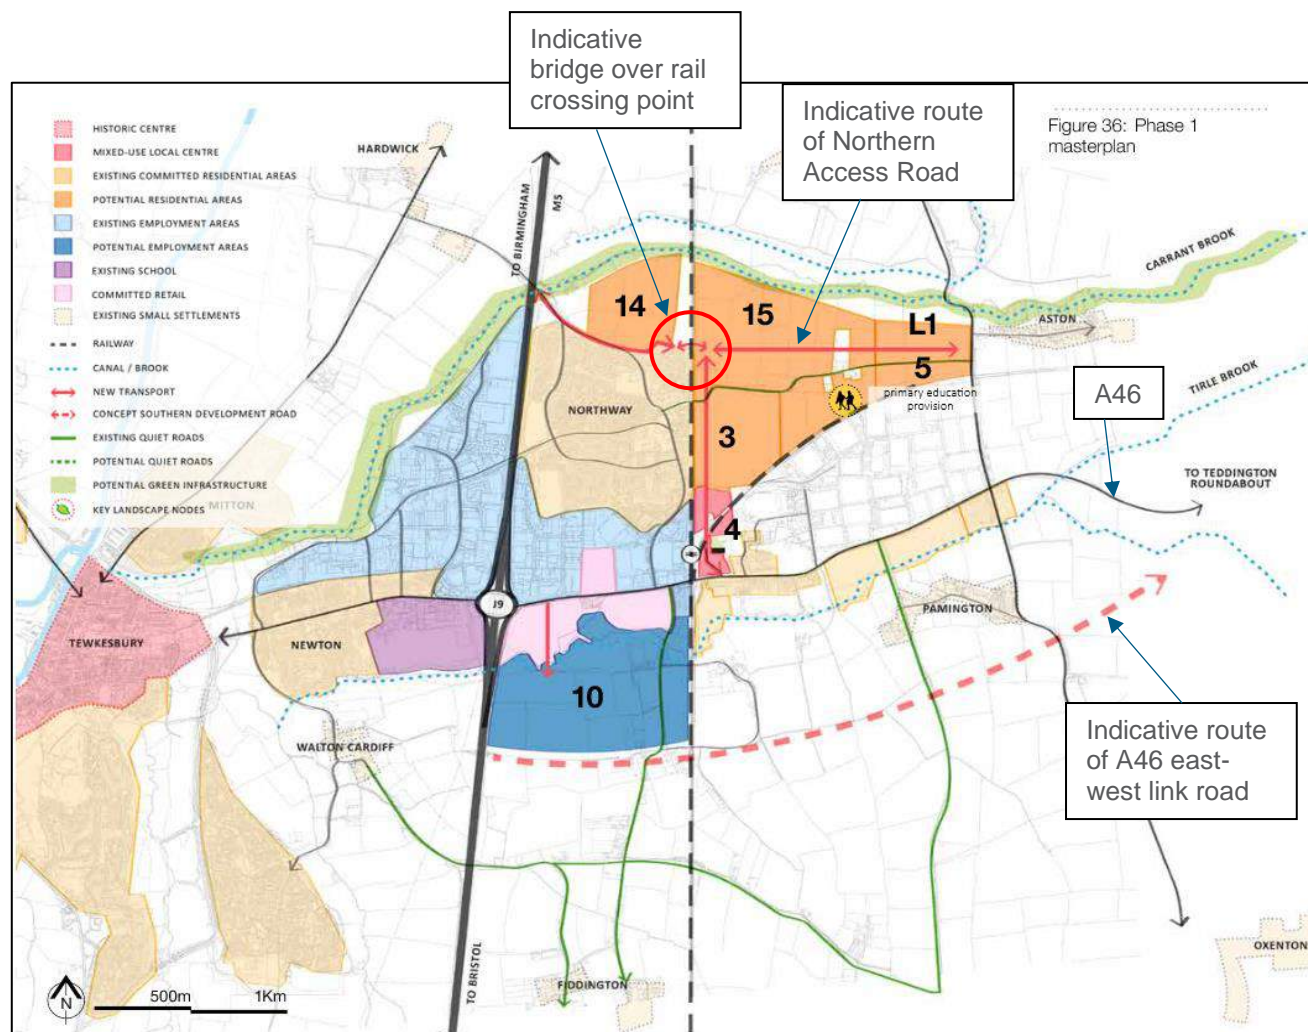 Indicative
bridge over rail
crossing point
Indicative route
of Northern
Access Road
Figure 36: Phase 1
masterplan
HISTORIC CENTRE
MIXED-USE LOCAL CENTRE
EXISTING COMMITTED RESIDENTIAL AREAS
POTENTIAL RESIDENTIAL AREAS
EXISTING EMPLOYMENT AREAS
POTENTIAL EMPLOYMENT AREAS
EXISTING SCHOOL
COMMITTED RETAIL
EXISTING SMALL SETTLEMENTS
RAILWAY
CANAL / BROOK
NEW TRANSPORT
CONCEPT SOUTHERN DEVELOPMENT ROAD
EXISTING QUIET ROADS
POTENTIAL QUIET ROADS
POTENTIAL GREEN INFRASTRUCTURE
KEY LANDSCAPE NODES
MITTON
HARDWICK
TO BIRMINGHAM
M5
CARRANT BROOK
14
15
L1
ASTON
5
primary education
provision
TIRLE BROOK
A46
NORTHWAY
3
TO TEDDINGTON
ROUNDABOUT
4
J9
PAMINGTON
TEWKESBURY
NEWTON
10
WALTON CARDIFF
Indicative route
of A46 east-
west link road
TO BRISTOL
FIDDINGTON
OXENTON
N
500m
1Km